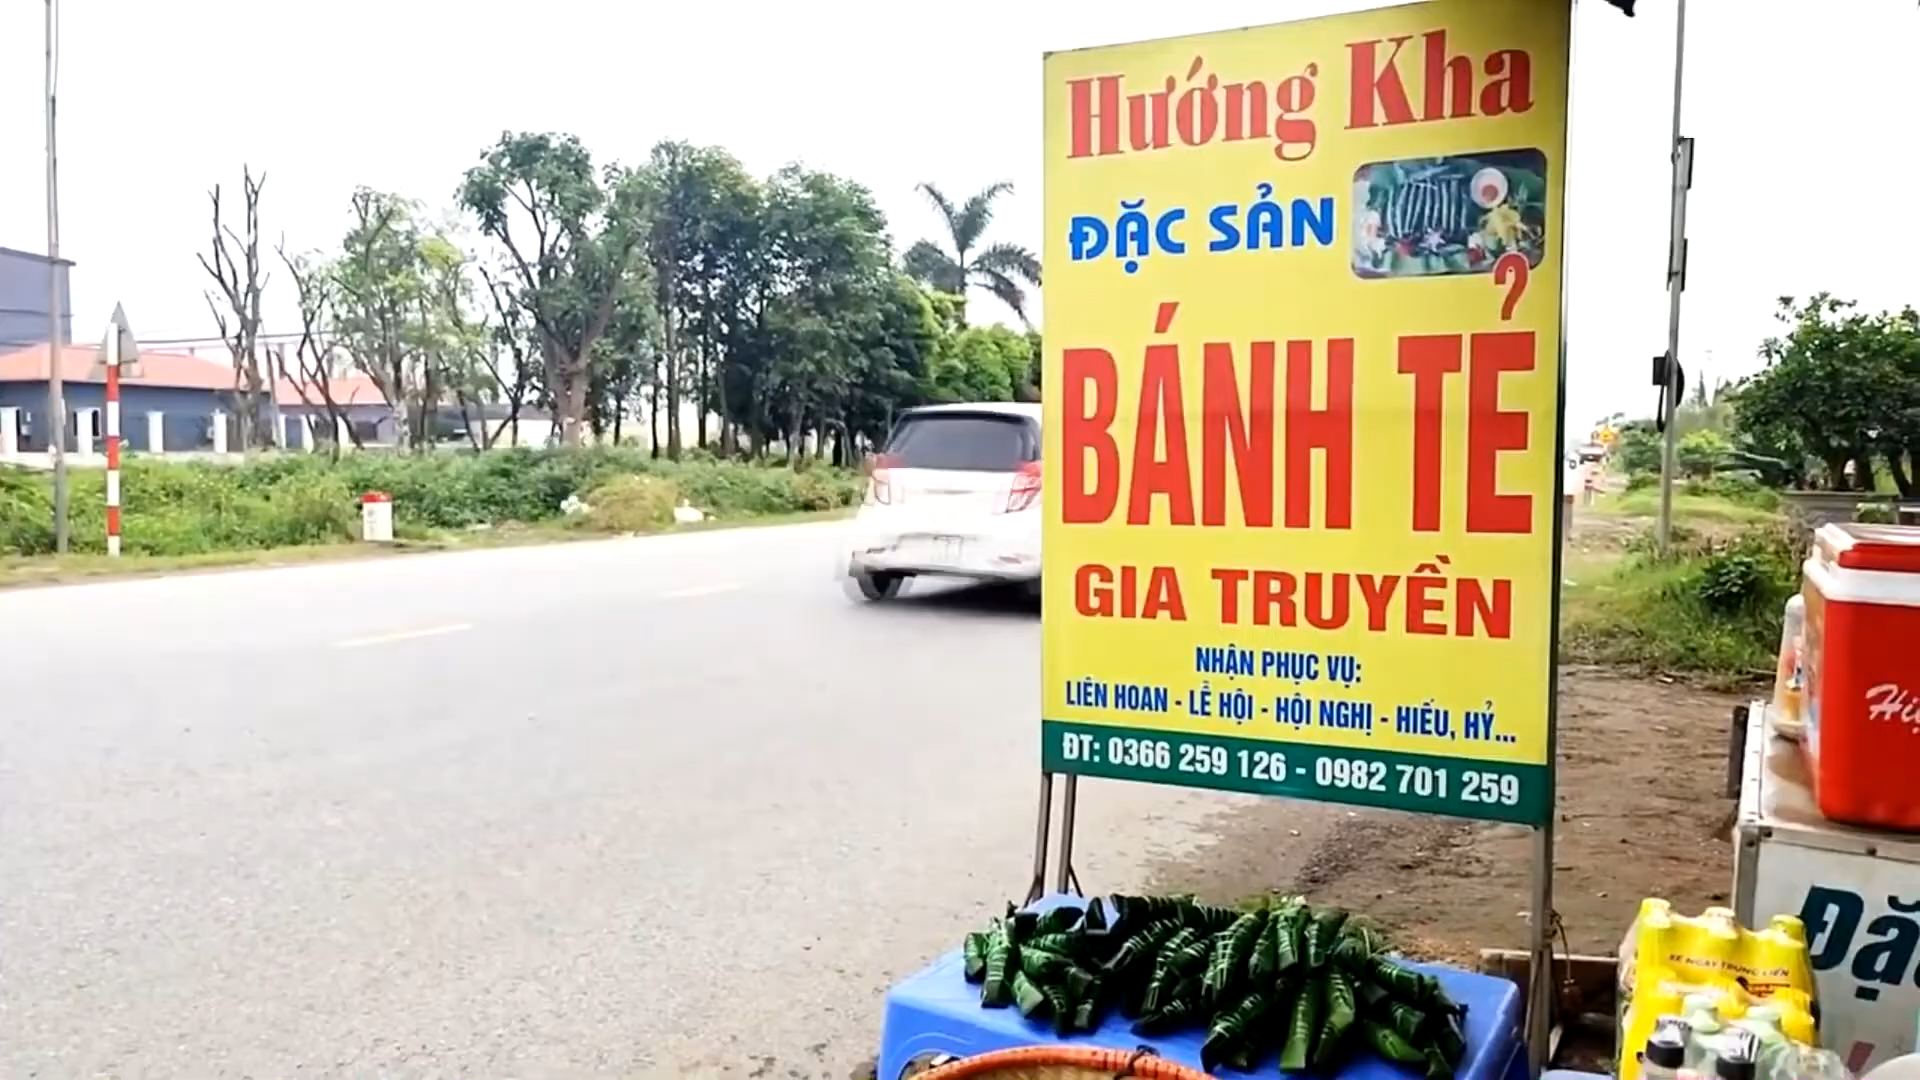 Hướng Kha
ĐẶC SẢN
BÁNH TẺ
GIA TRUYỀN
NHẬN PHỤC VỤ:
LIÊN HOAN - LỄ HỘI - HỘI NGHỊ - HIẾU, HỶ...
ĐT: 0366 259 126 - 0982 701 259